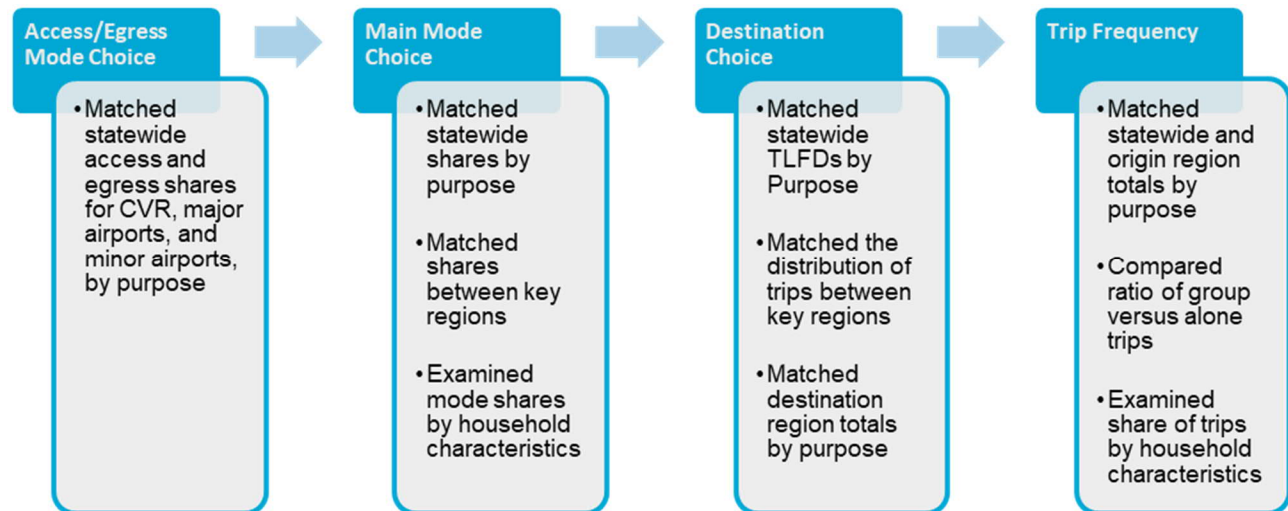 Access/Egress
Mode Choice
•Matched
statewide
access and
egress shares
for CVR, major
airports, and
minor airports,
by purpose
Main Mode
Choice
•Matched
statewide
shares by
purpose
•Matched
shares
between key
regions
•Examined
mode shares
by household
characteristics
Destination
Choice
•Matched
statewide
TLFDs by
Purpose
•Matched the
distribution of
trips between
key regions
•Matched
destination
region totals
by purpose
Trip Frequency
•Matched
statewide and
origin region
totals by
purpose
•Compared
ratio of group
versus alone
trips
•Examined
share of trips
by household
characteristics